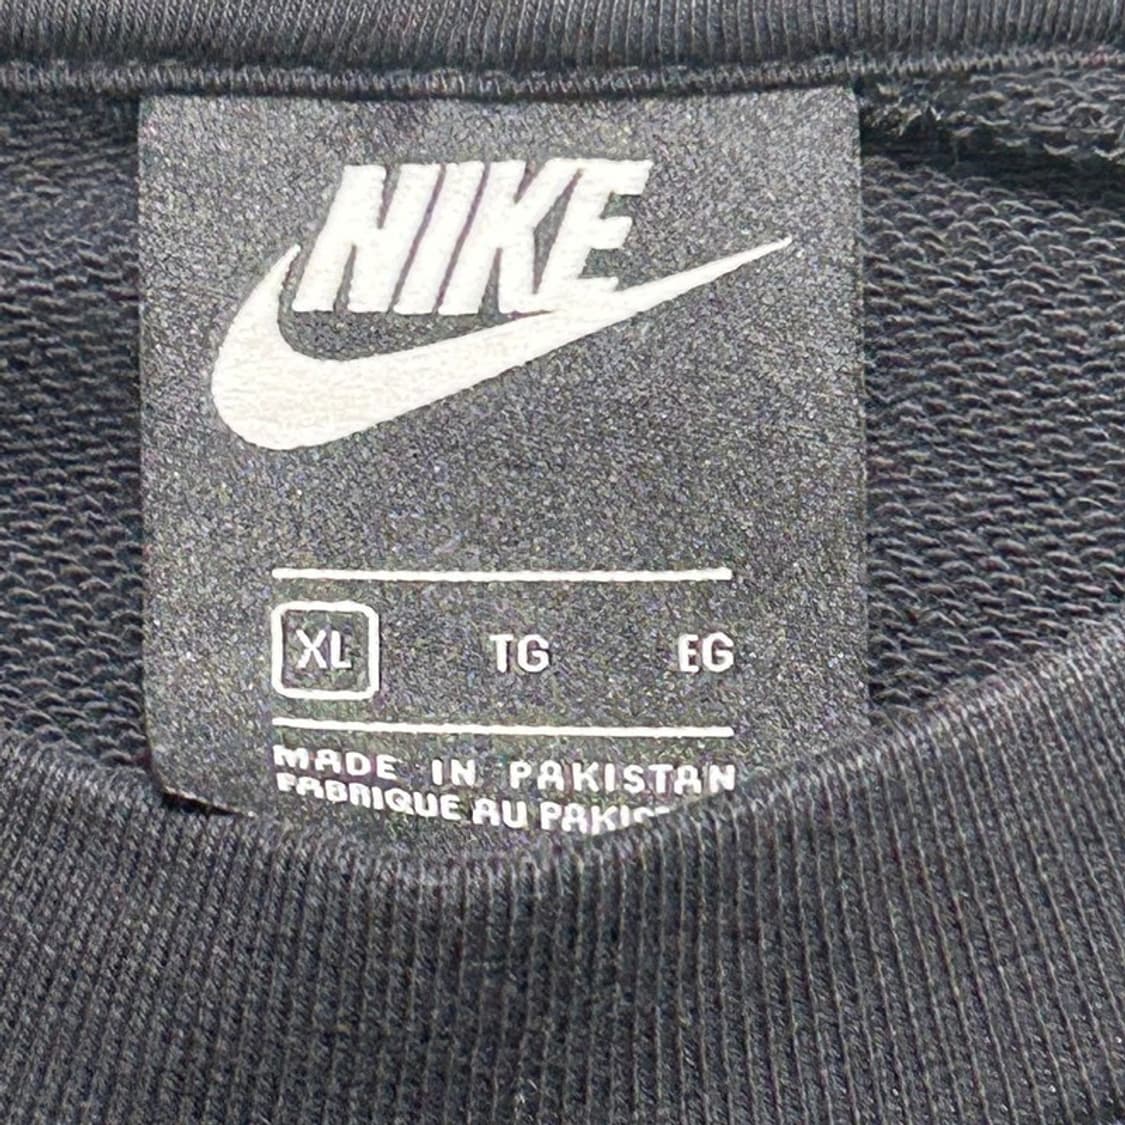 NIKE
XL TG EG
MADE IN PAKISTAN
FABRIQUE AU